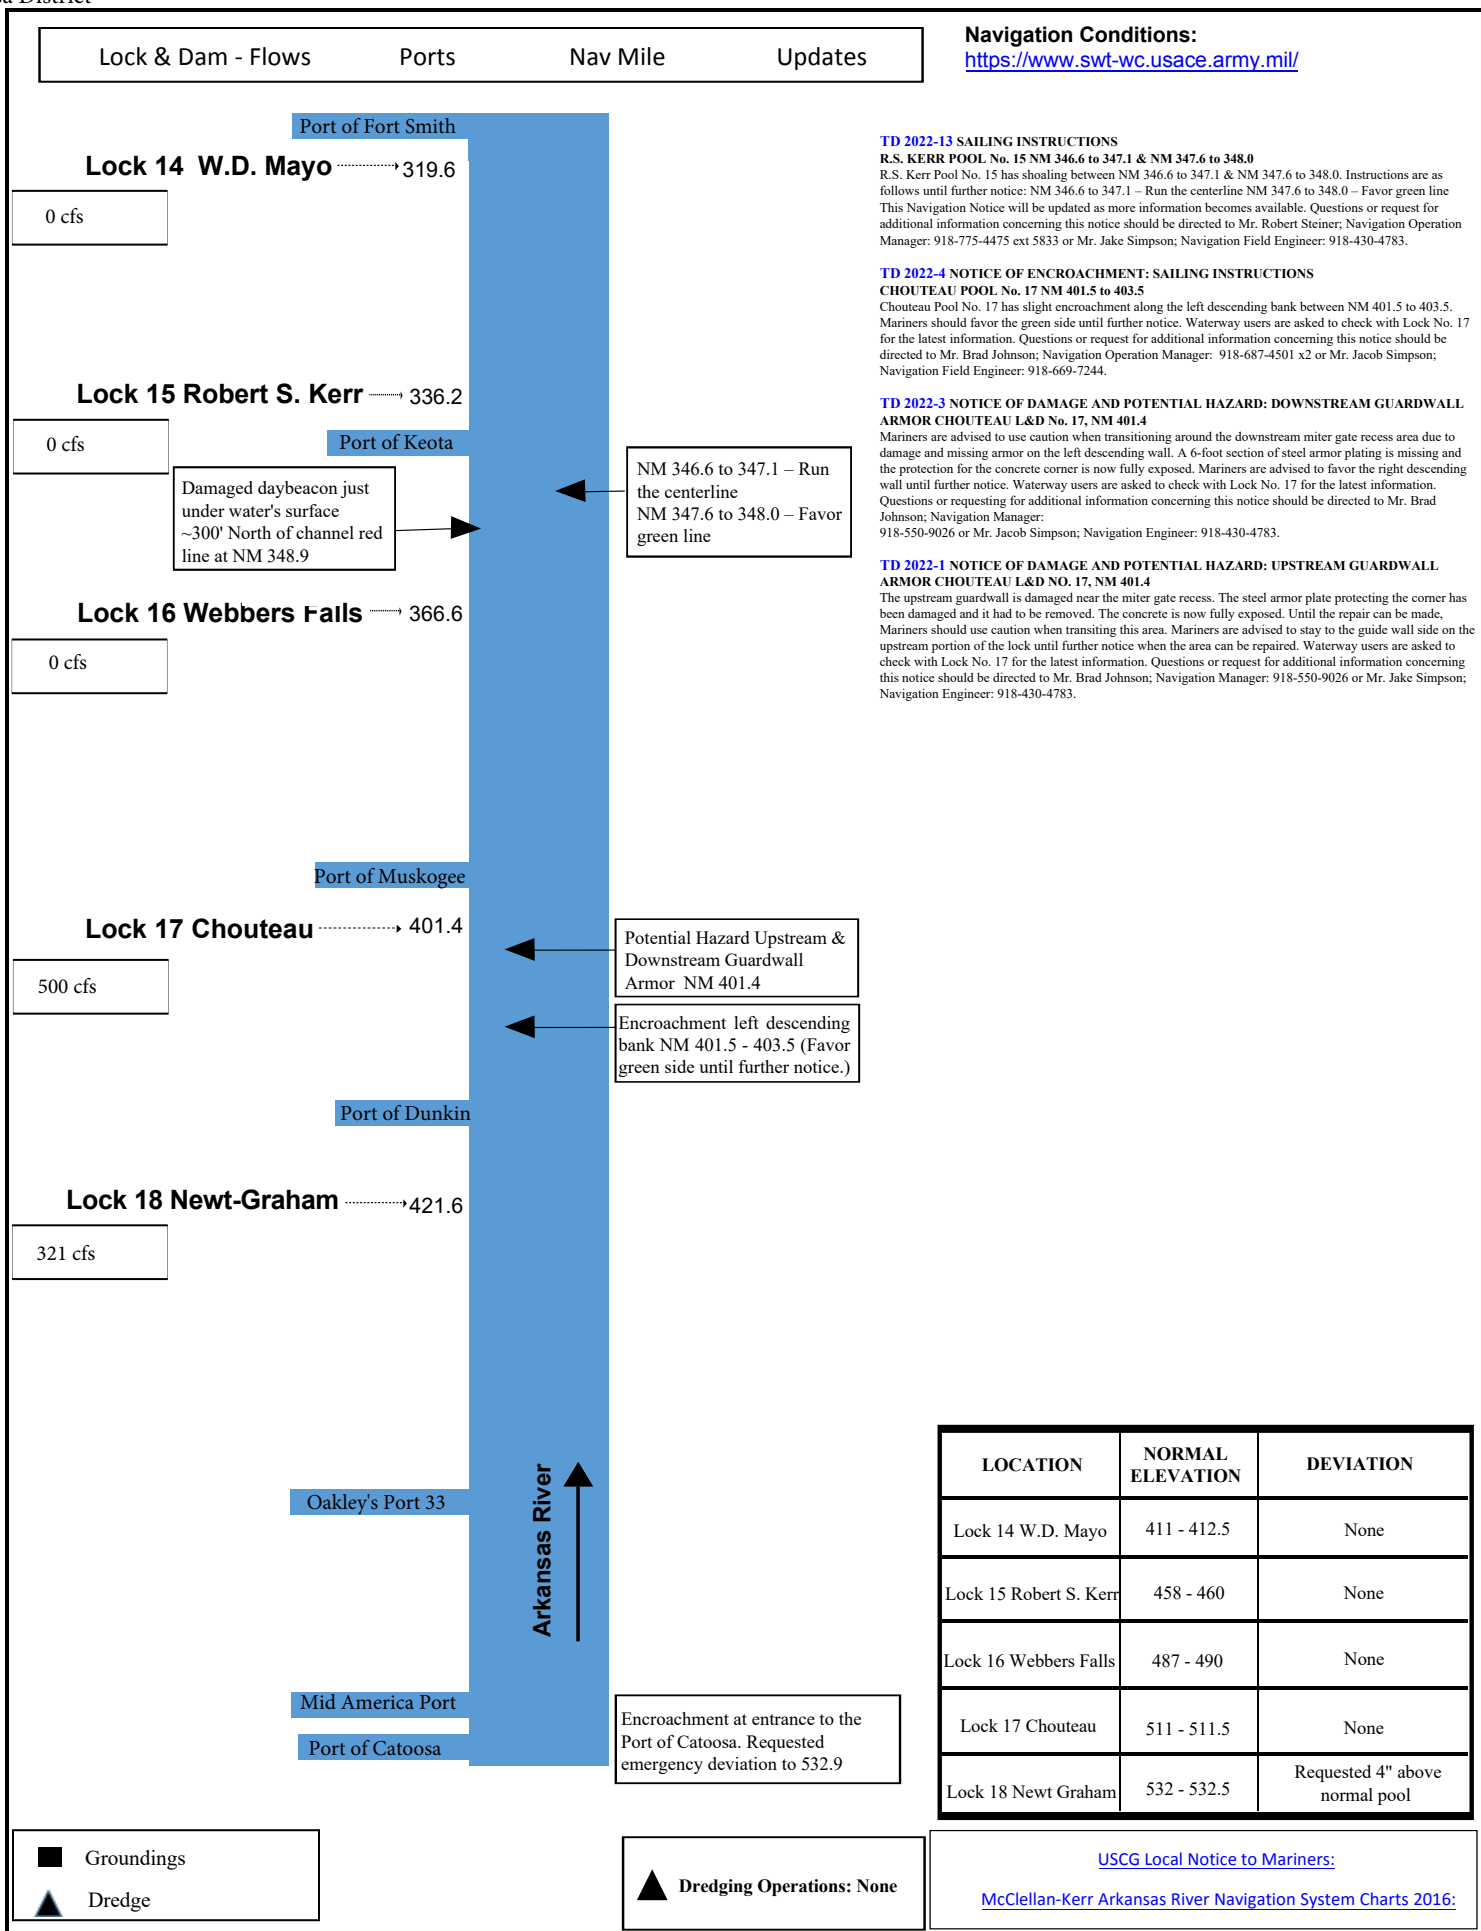 District
Lock & Dam - Flows Ports Nav Mile Updates
Navigation Conditions:
https://www.swt-wc.usace.army.mil/
Port of Fort Smith
Lock 14 W.D. Mayo 319.6
0 cfs
Lock 15 Robert S. Kerr 336.2
0 cfs
Port of Keota
Damaged daybeacon just
under water's surface
~300' North of channel red
line at NM 348.9
NM 346.6 to 347.1 – Run
the centerline
NM 347.6 to 348.0 – Favor
green line
Lock 16 Webbers Falls 366.6
0 cfs
Port of Muskogee
Lock 17 Chouteau 401.4
500 cfs
Potential Hazard Upstream &
Downstream Guardwall
Armor NM 401.4
Encroachment left descending
bank NM 401.5 - 403.5 (Favor
green side until further notice.)
Port of Dunkin
Lock 18 Newt-Graham 421.6
321 cfs
Oakley's Port 33
Arkansas River
Mid America Port
Port of Catoosa
Encroachment at entrance to the
Port of Catoosa. Requested
emergency deviation to 532.9
TD 2022-13 SAILING INSTRUCTIONS
R.S. KERR POOL No. 15 NM 346.6 to 347.1 & NM 347.6 to 348.0
R.S. Kerr Pool No. 15 has shoaling between NM 346.6 to 347.1 & NM 347.6 to 348.0. Instructions are as
follows until further notice: NM 346.6 to 347.1 – Run the centerline NM 347.6 to 348.0 – Favor green line
This Navigation Notice will be updated as more information becomes available. Questions or request for
additional information concerning this notice should be directed to Mr. Robert Steiner; Navigation Operation
Manager: 918-775-4475 ext 5833 or Mr. Jake Simpson; Navigation Field Engineer: 918-430-4783.
TD 2022-4 NOTICE OF ENCROACHMENT: SAILING INSTRUCTIONS
CHOUTEAU POOL No. 17 NM 401.5 to 403.5
Chouteau Pool No. 17 has slight encroachment along the left descending bank between NM 401.5 to 403.5.
Mariners should favor the green side until further notice. Waterway users are asked to check with Lock No. 17
for the latest information. Questions or request for additional information concerning this notice should be
directed to Mr. Brad Johnson; Navigation Operation Manager: 918-687-4501 x2 or Mr. Jacob Simpson;
Navigation Field Engineer: 918-669-7244.
TD 2022-3 NOTICE OF DAMAGE AND POTENTIAL HAZARD: DOWNSTREAM GUARDWALL
ARMOR CHOUTEAU L&D No. 17, NM 401.4
Mariners are advised to use caution when transitioning around the downstream miter gate recess area due to
damage and missing armor on the left descending wall. A 6-foot section of steel armor plating is missing and
the protection for the concrete corner is now fully exposed. Mariners are advised to favor the right descending
wall until further notice. Waterway users are asked to check with Lock No. 17 for the latest information.
Questions or requesting for additional information concerning this notice should be directed to Mr. Brad
Johnson; Navigation Manager:
918-550-9026 or Mr. Jacob Simpson; Navigation Engineer: 918-430-4783.
TD 2022-1 NOTICE OF DAMAGE AND POTENTIAL HAZARD: UPSTREAM GUARDWALL
ARMOR CHOUTEAU L&D NO. 17, NM 401.4
The upstream guardwall is damaged near the miter gate recess. The steel armor plate protecting the corner has
been damaged and it had to be removed. The concrete is now fully exposed. Until the repair can be made,
Mariners should use caution when transiting this area. Mariners are advised to stay to the guide wall side on the
upstream portion of the lock until further notice when the area can be repaired. Waterway users are asked to
check with Lock No. 17 for the latest information. Questions or request for additional information concerning
this notice should be directed to Mr. Brad Johnson; Navigation Manager: 918-550-9026 or Mr. Jake Simpson;
Navigation Engineer: 918-430-4783.
LOCATION NORMAL ELEVATION DEVIATION
Lock 14 W.D. Mayo 411 - 412.5 None
Lock 15 Robert S. Kerr 458 - 460 None
Lock 16 Webbers Falls 487 - 490 None
Lock 17 Chouteau 511 - 511.5 None
Lock 18 Newt Graham 532 - 532.5 Requested 4" above normal pool
Groundings
Dredge
Dredging Operations: None
USCG Local Notice to Mariners:
McClellan-Kerr Arkansas River Navigation System Charts 2016: